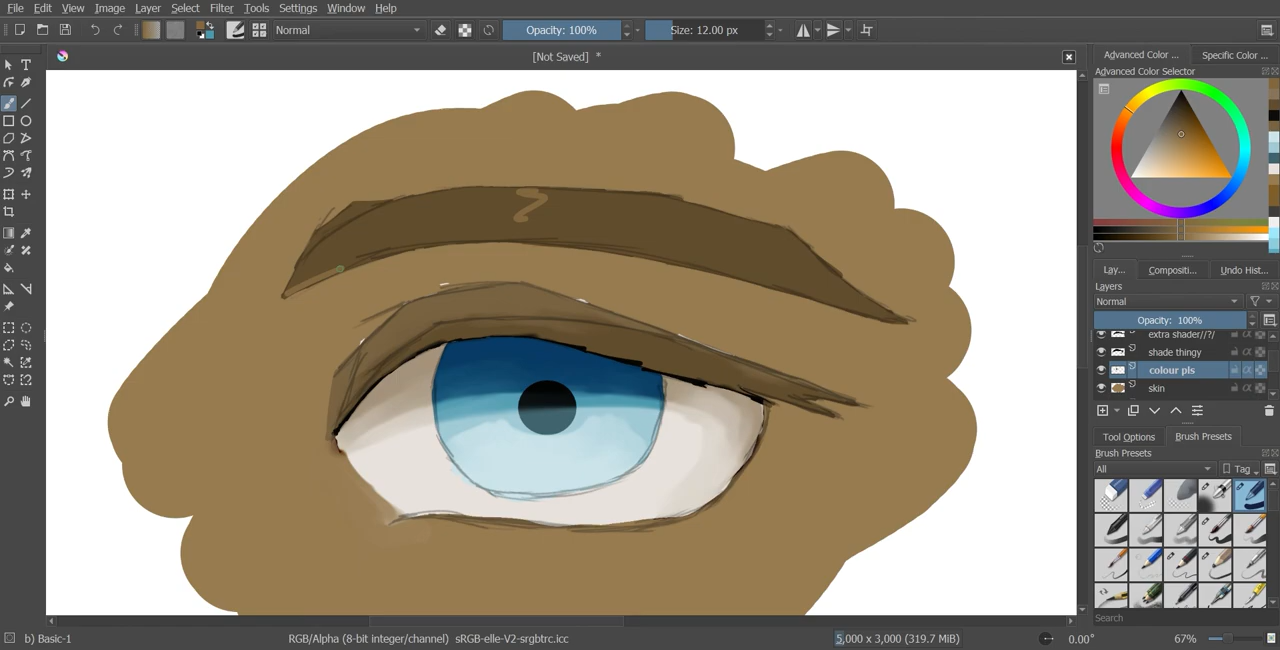 File Edit View Image Layer Select Filter Tools Settings Window Help
Normal Opacity: 100% Size: 12.00 px
[Not Saved] *
Advanced Color ... Specific Color ...
Advanced Color Selector
Lay... Compositi... Undo Hist...
Layers
Normal
Opacity: 100%
extra shader//?/
shade thingy
colour pls
skin
Tool Options Brush Presets
Brush Presets
All Tag
Search
b) Basic-1 RGB/Alpha (8-bit integer/channel) sRGB-elle-V2-srgbtrc.icc 5,000 x 3,000 (319.7 MiB) 0.00° 67%